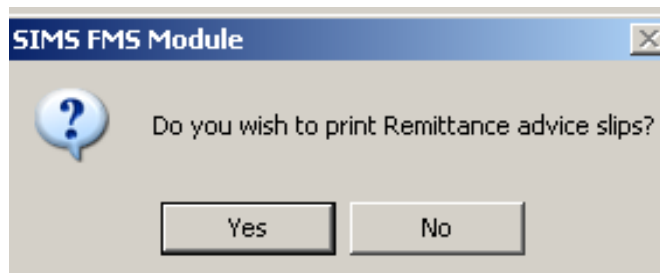 SIMS FMS Module
Do you wish to print Remittance advice slips?
Yes
No